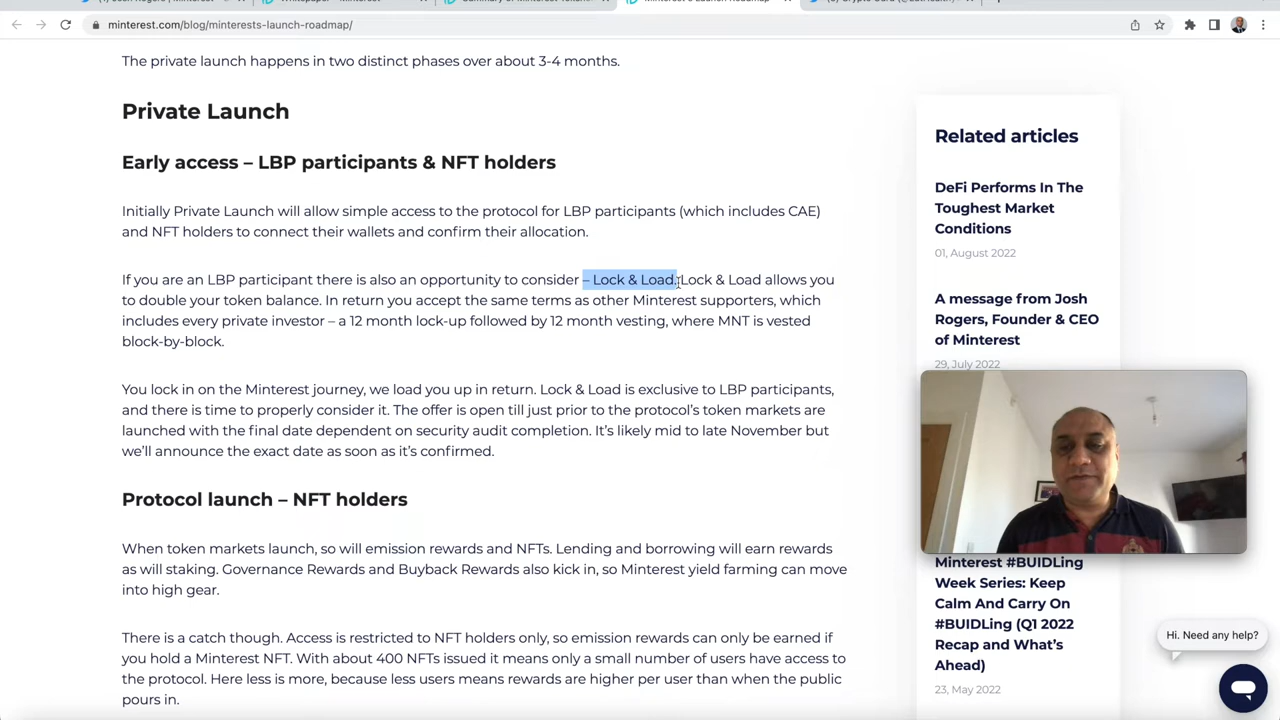 minterest.com/blog/minterests-launch-roadmap/
The private launch happens in two distinct phases over about 3-4 months.
Private Launch
Early access – LBP participants & NFT holders
Initially Private Launch will allow simple access to the protocol for LBP participants (which includes CAE)
and NFT holders to connect their wallets and confirm their allocation.
If you are an LBP participant there is also an opportunity to consider – Lock & Load. Lock & Load allows you
to double your token balance. In return you accept the same terms as other Minterest supporters, which
includes every private investor – a 12 month lock-up followed by 12 month vesting, where MNT is vested
block-by-block.
You lock in on the Minterest journey, we load you up in return. Lock & Load is exclusive to LBP participants,
and there is time to properly consider it. The offer is open till just prior to the protocol’s token markets are
launched with the final date dependent on security audit completion. It’s likely mid to late November but
we’ll announce the exact date as soon as it’s confirmed.
Protocol launch – NFT holders
When token markets launch, so will emission rewards and NFTs. Lending and borrowing will earn rewards
as will staking. Governance Rewards and Buyback Rewards also kick in, so Minterest yield farming can move
into high gear.
There is a catch though. Access is restricted to NFT holders only, so emission rewards can only be earned if
you hold a Minterest NFT. With about 400 NFTs issued it means only a small number of users have access to
the protocol. Here less is more, because less users means rewards are higher per user than when the public
pours in.
Related articles
DeFi Performs In The
Toughest Market
Conditions
01, August 2022
A message from Josh
Rogers, Founder & CEO
of Minterest
29, July 2022
Minterest #BUIDLing
Week Series: Keep
Calm And Carry On
#BUIDLing (Q1 2022
Recap and What’s
Ahead)
23, May 2022
Hi. Need any help?